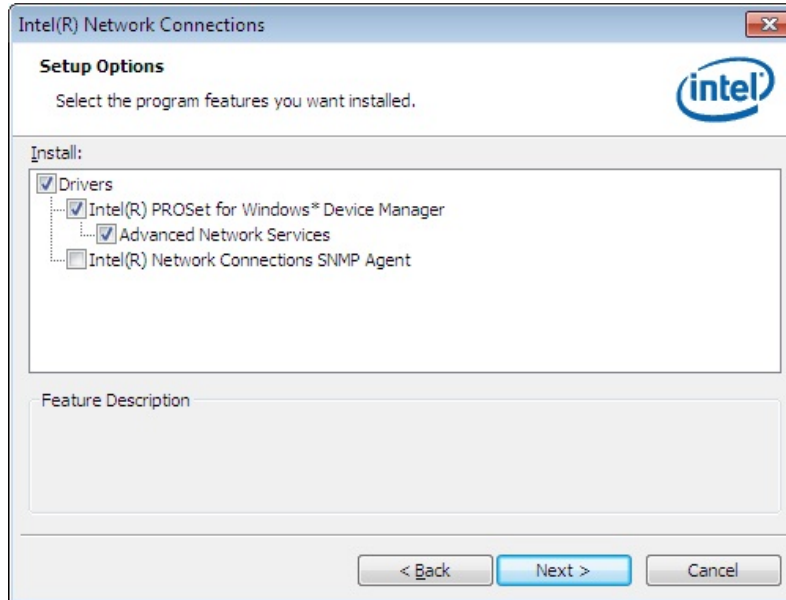 Intel(R) Network Connections
Setup Options
Select the program features you want installed.
intel
Install:
Drivers
Intel(R) PROSet for Windows* Device Manager
Advanced Network Services
Intel(R) Network Connections SNMP Agent
Feature Description
< Back
Next >
Cancel